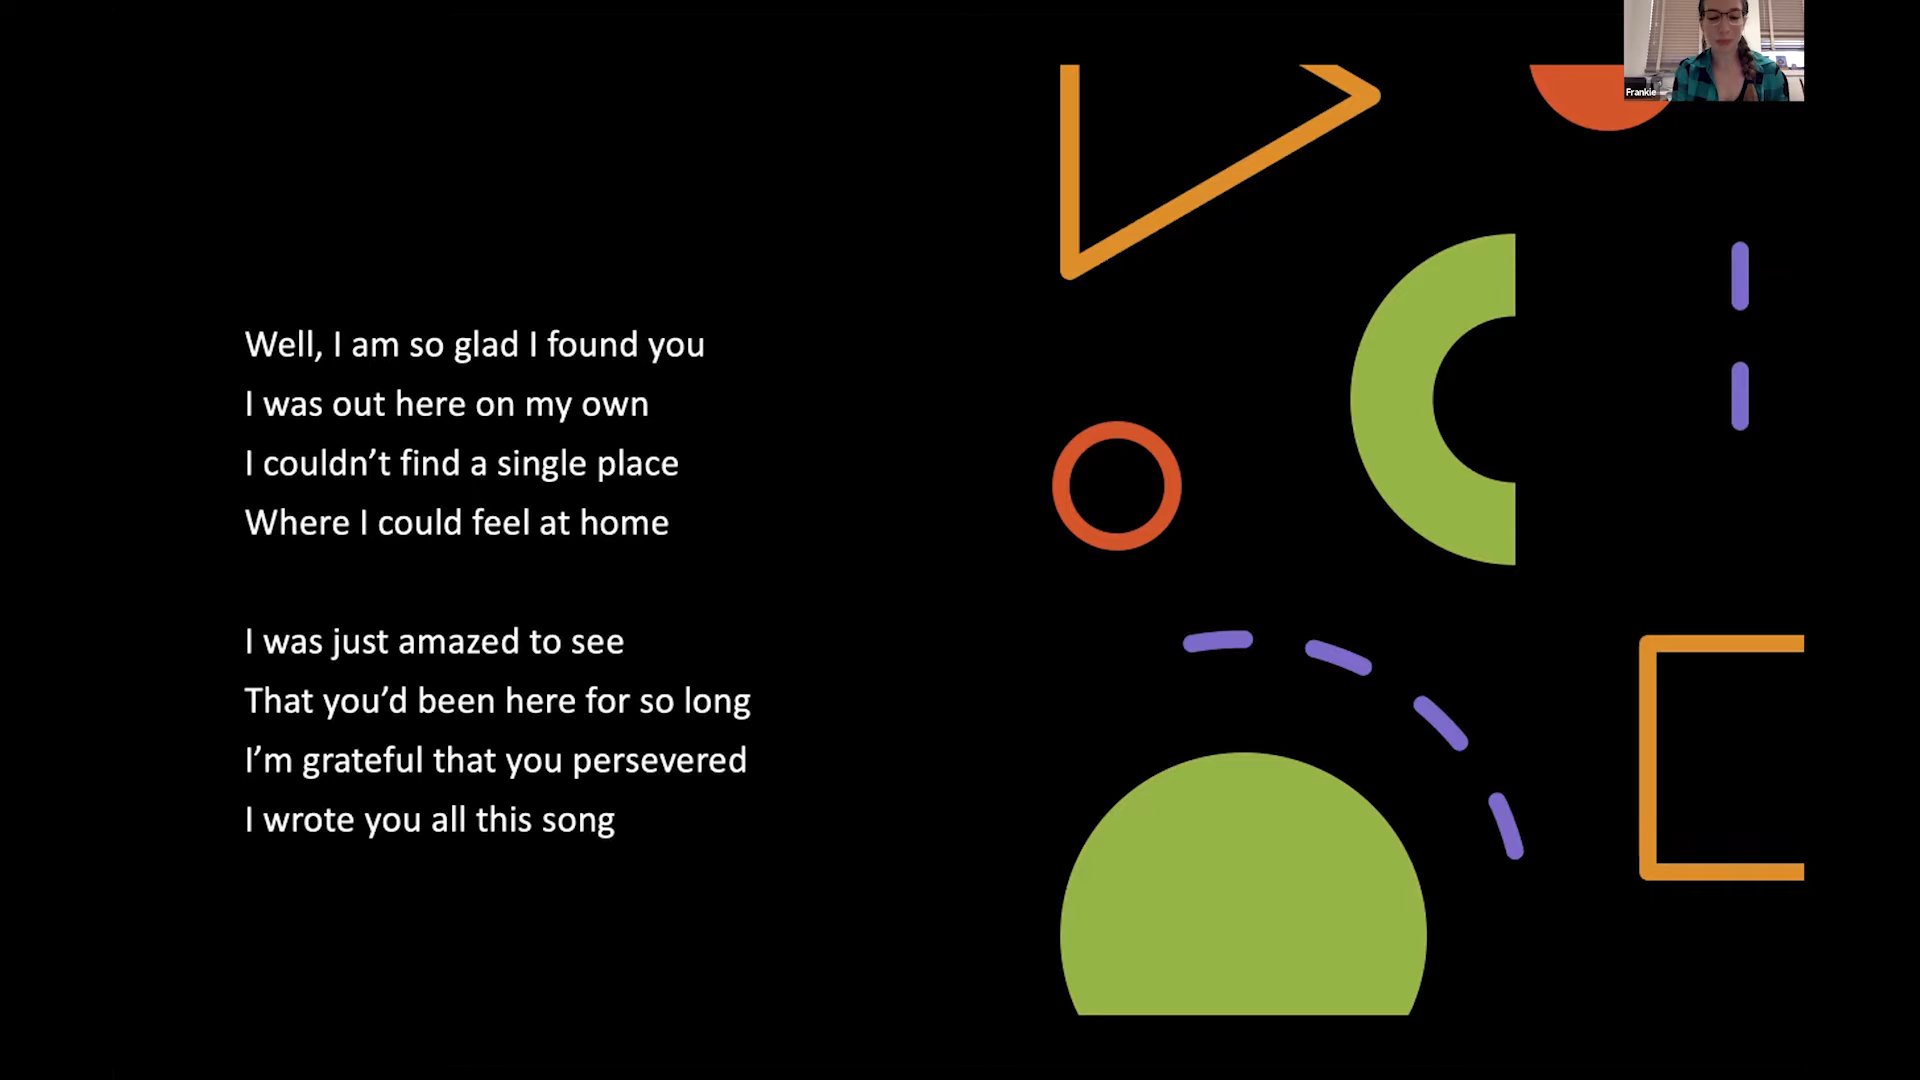 Frankie
Well, I am so glad I found you
I was out here on my own
I couldn’t find a single place
Where I could feel at home
I was just amazed to see
That you’d been here for so long
I’m grateful that you persevered
I wrote you all this song